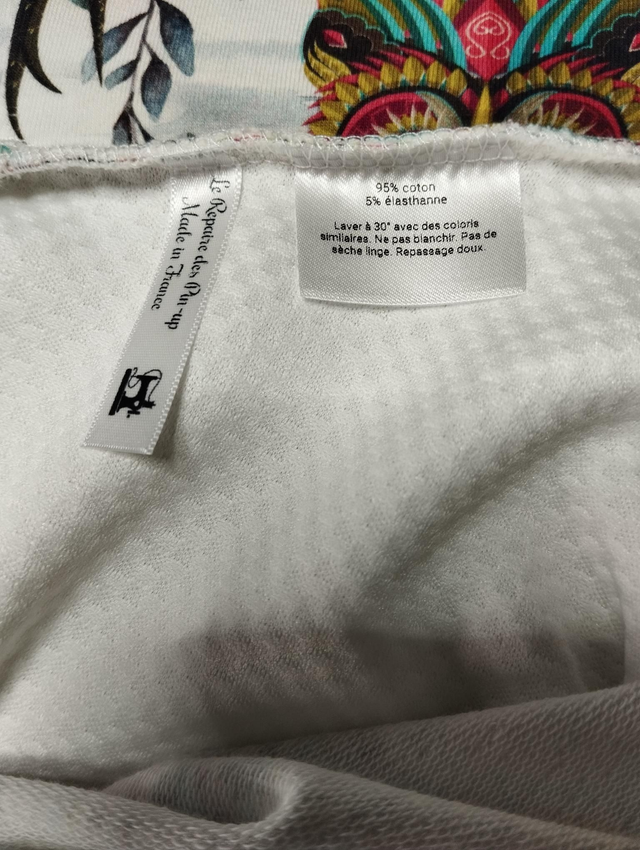 Le Repaire des Pin-up
Made in France
95% coton
5% élasthanne
Laver à 30° avec des coloris
similaires. Ne pas blanchir. Pas de
sèche linge. Repassage doux.